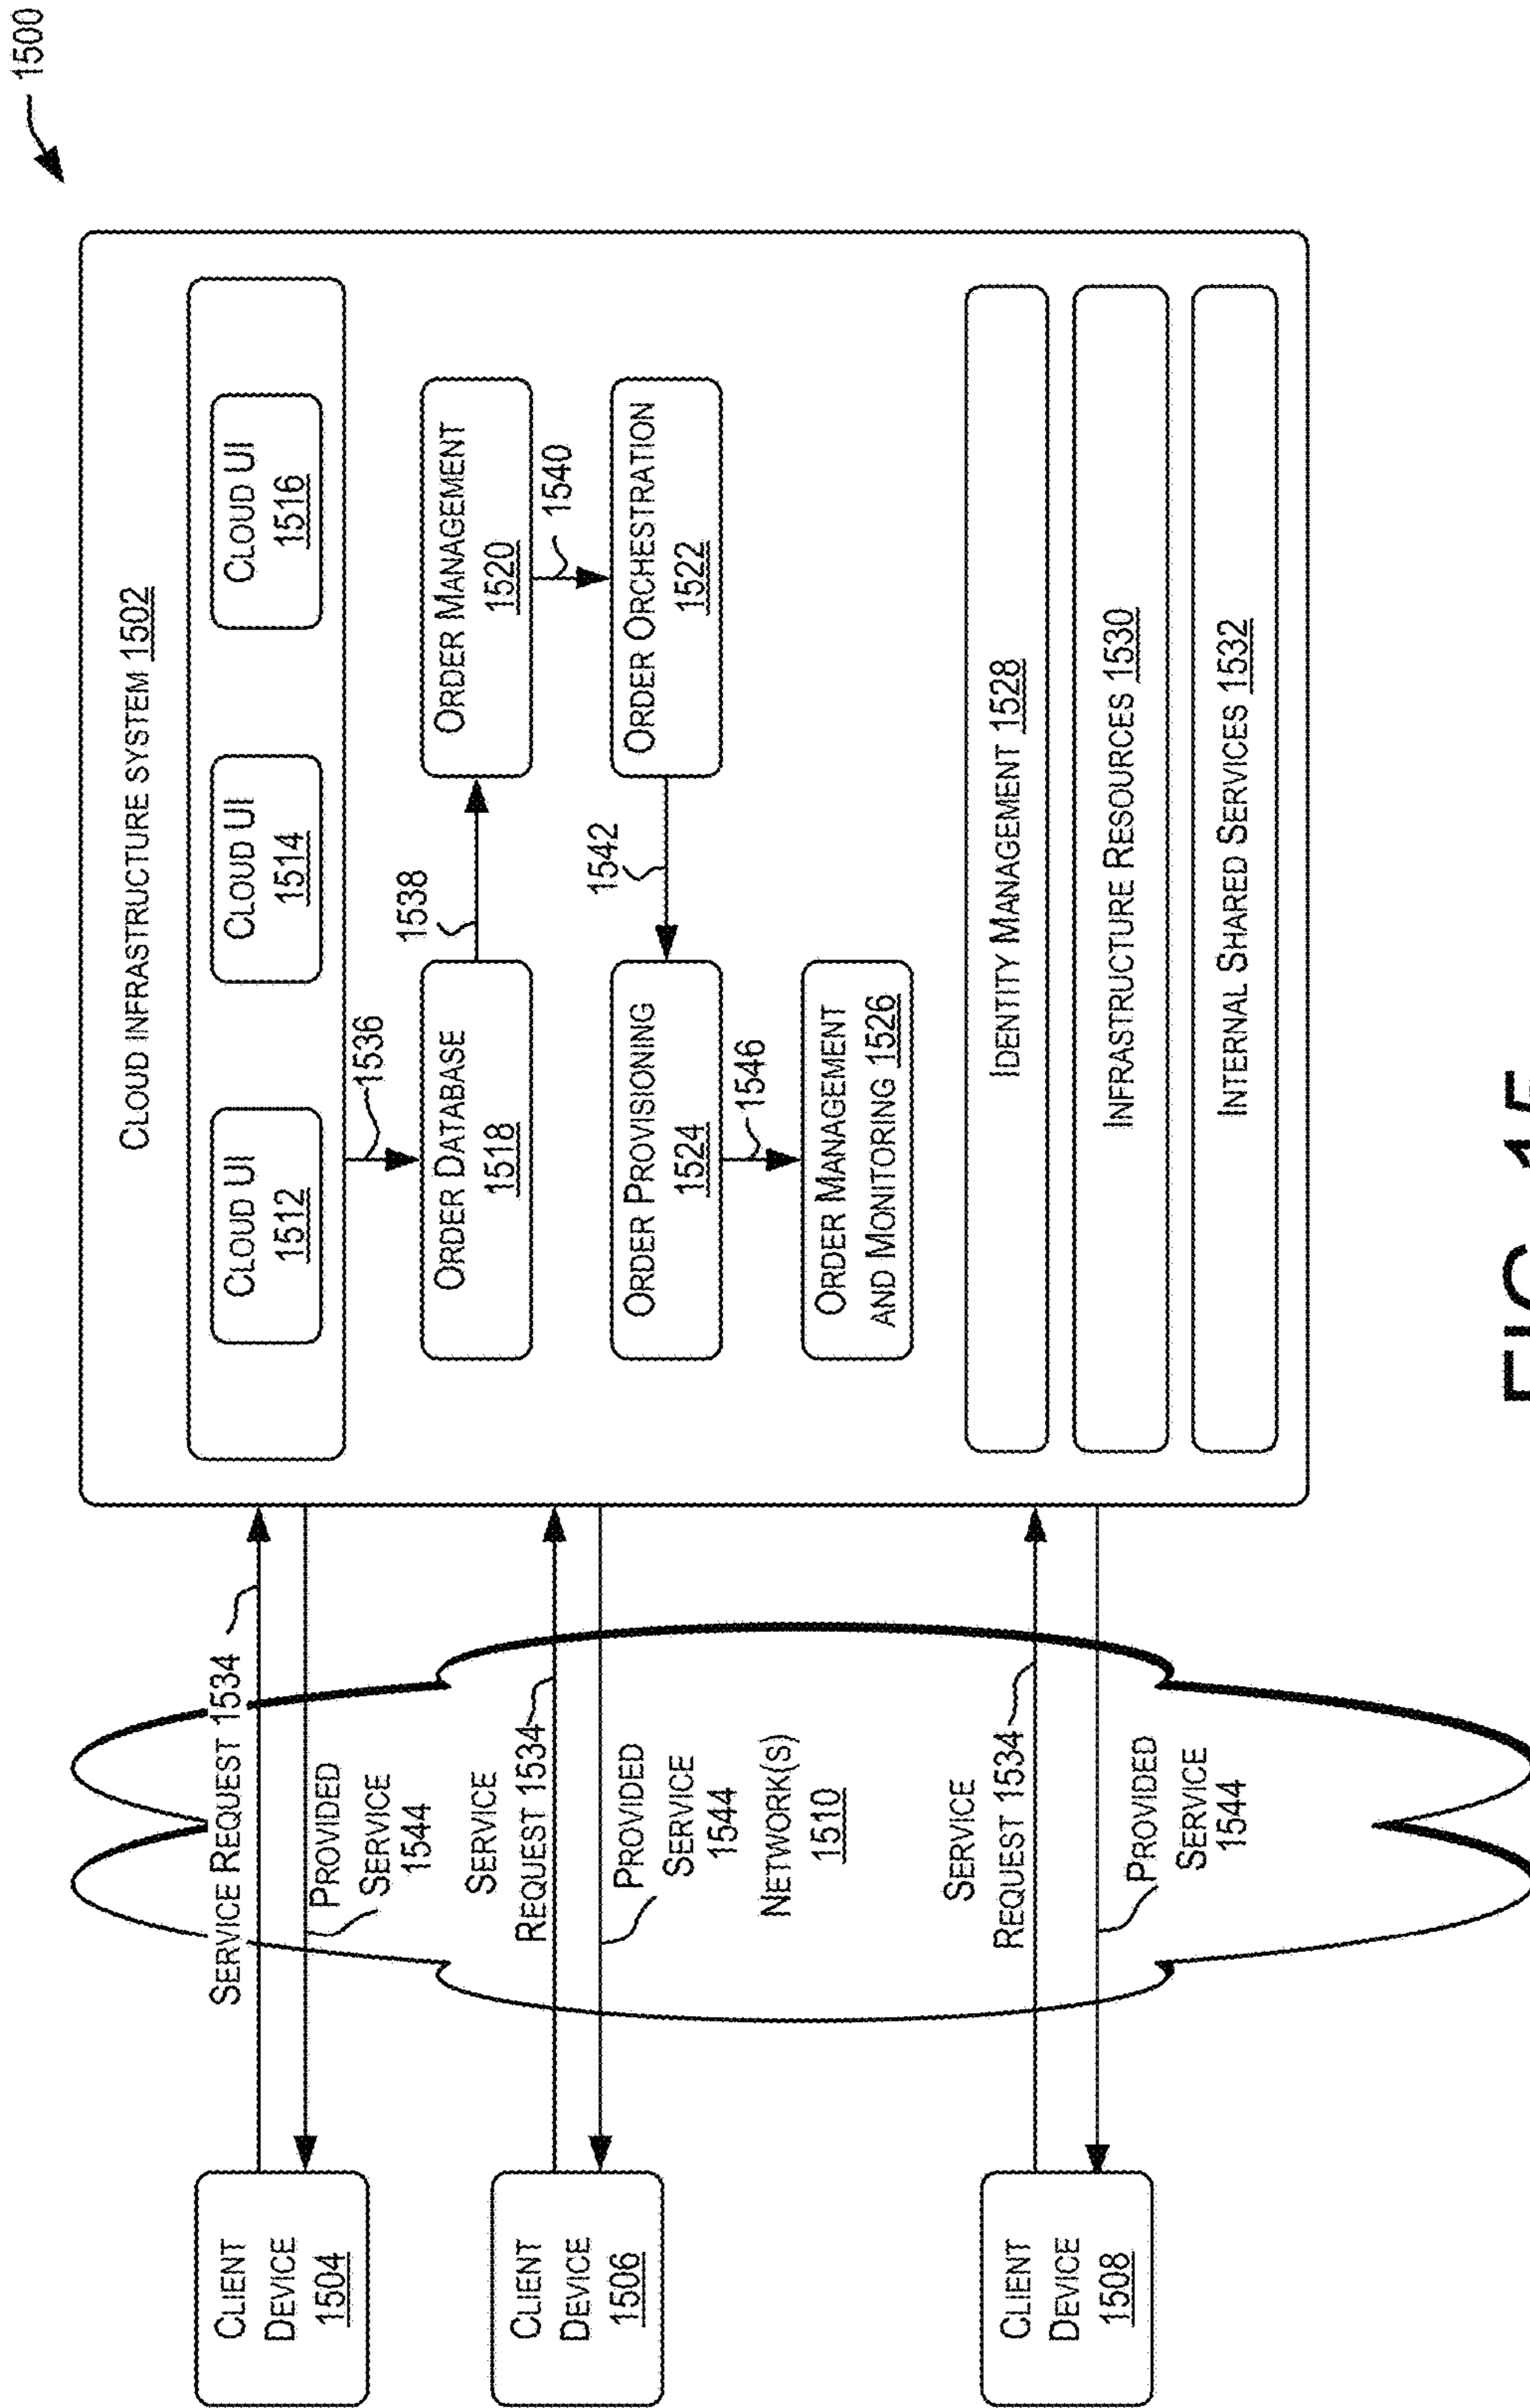 1500
CLOUD INFRASTRUCTURE SYSTEM 1502
CLOUD UI
1512
CLOUD UI
1514
CLOUD UI
1516
1536
ORDER DATABASE
1518
1538
ORDER MANAGEMENT
1520
1540
ORDER ORCHESTRATION
1522
1542
ORDER PROVISIONING
1524
1546
ORDER MANAGEMENT
AND MONITORING 1526
IDENTITY MANAGEMENT 1528
INFRASTRUCTURE RESOURCES 1530
INTERNAL SHARED SERVICES 1532
CLIENT
DEVICE
1504
SERVICE REQUEST 1534
PROVIDED
SERVICE
1544
CLIENT
DEVICE
1506
SERVICE
REQUEST 1534
PROVIDED
SERVICE
1544
NETWORK(S)
1510
CLIENT
DEVICE
1508
SERVICE
REQUEST 1534
PROVIDED
SERVICE
1544